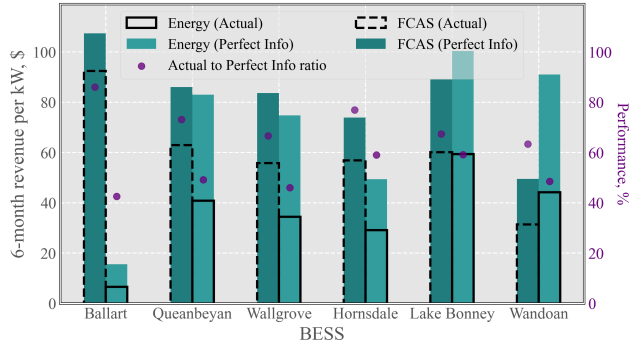 Energy (Actual) FCAS (Actual)
Energy (Perfect Info) FCAS (Perfect Info)
Actual to Perfect Info ratio
6-month revenue per kW, $
100
80
60
40
20
0
Performance, %
100
80
60
40
20
0
Ballart Queanbeyan Wallgrove Hornsdale Lake Bonney Wandoan
BESS